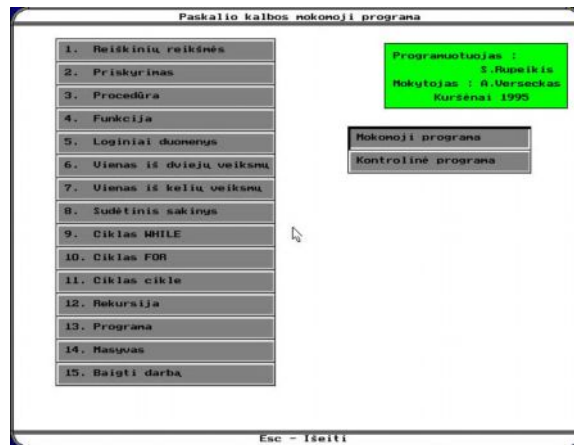 Paskalio kalbos mokomoji programa
1. Reiškinių reikšmės
2. Priskyrimas
3. Procedūra
4. Funkcija
5. Loginiai duomenys
6. Vienas iš dviejų veiksmų
7. Vienas iš kelių veiksmų
8. Sudėtinis sakinys
9. Ciklas WHILE
10. Ciklas FOR
11. Ciklas cikle
12. Rekursija
13. Programa
14. Masyvas
15. Baigti darbą
Programuotojas :
S.Rupeikis
Mokytojas : A.Verseckas
Kuršėnai 1995
Mokomoji programa
Kontrolinė programa
Esc - Išeiti